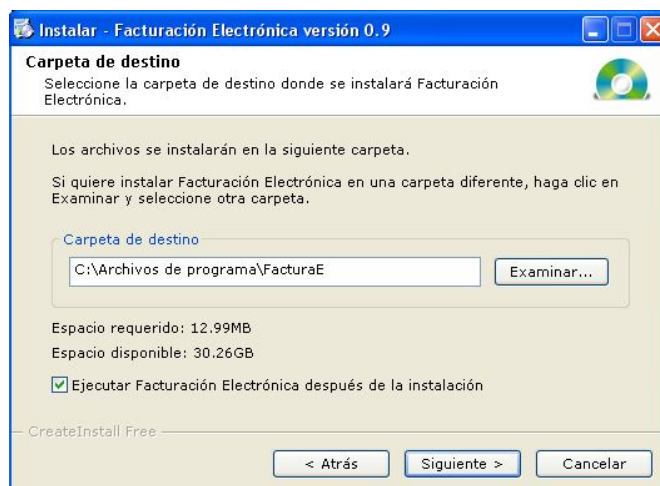 Instalar - Facturación Electrónica versión 0.9
Carpeta de destino
Seleccione la carpeta de destino donde se instalará Facturación
Electrónica.
Los archivos se instalarán en la siguiente carpeta.
Si quiere instalar Facturación Electrónica en una carpeta diferente, haga clic en
Examinar y seleccione otra carpeta.
Carpeta de destino
C:\Archivos de programa\FacturaE
Examinar...
Espacio requerido: 12.99MB
Espacio disponible: 30.26GB
Ejecutar Facturación Electrónica después de la instalación
CreateInstall Free
< Atrás
Siguiente >
Cancelar